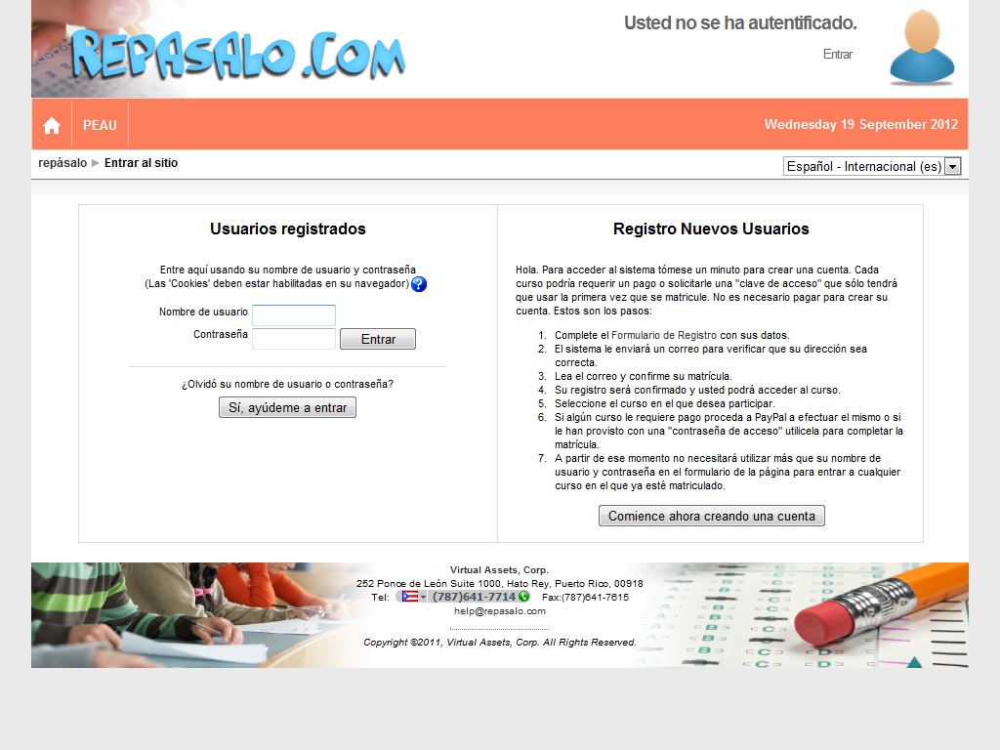 REPASALO.COM
Usted no se ha autentificado.
Entrar
PEAU
Wednesday 19 September 2012
repásalo ► Entrar al sitio
Español - Internacional (es)
Usuarios registrados
Entre aquí usando su nombre de usuario y contraseña
(Las 'Cookies' deben estar habilitadas en su navegador) ?
Nombre de usuario
Contraseña
Entrar
¿Olvidó su nombre de usuario o contraseña?
Sí, ayúdeme a entrar
Registro Nuevos Usuarios
Hola. Para acceder al sistema tómese un minuto para crear una cuenta. Cada
curso podría requerir un pago o solicitarle una "clave de acceso" que sólo tendrá
que usar la primera vez que se matricule. No es necesario pagar para crear su
cuenta. Estos son los pasos:
1. Complete el Formulario de Registro con sus datos.
2. El sistema le enviará un correo para verificar que su dirección sea
correcta.
3. Lea el correo y confirme su matrícula.
4. Su registro será confirmado y usted podrá acceder al curso.
5. Seleccione el curso en el que desea participar.
6. Si algún curso le requiere pago proceda a PayPal a efectuar el mismo o si
le han provisto con una "contraseña de acceso" utilicela para completar la
matrícula.
7. A partir de ese momento no necesitará utilizar más que su nombre de
usuario y contraseña en el formulario de la página para entrar a cualquier
curso en el que ya esté matriculado.
Comience ahora creando una cuenta
Virtual Assets, Corp.
252 Ponce de León Suite 1000, Hato Rey, Puerto Rico, 00918
Tel: (787)641-7714 Fax:(787)641-7615
help@repasalo.com
Copyright ©2011, Virtual Assets, Corp. All Rights Reserved.